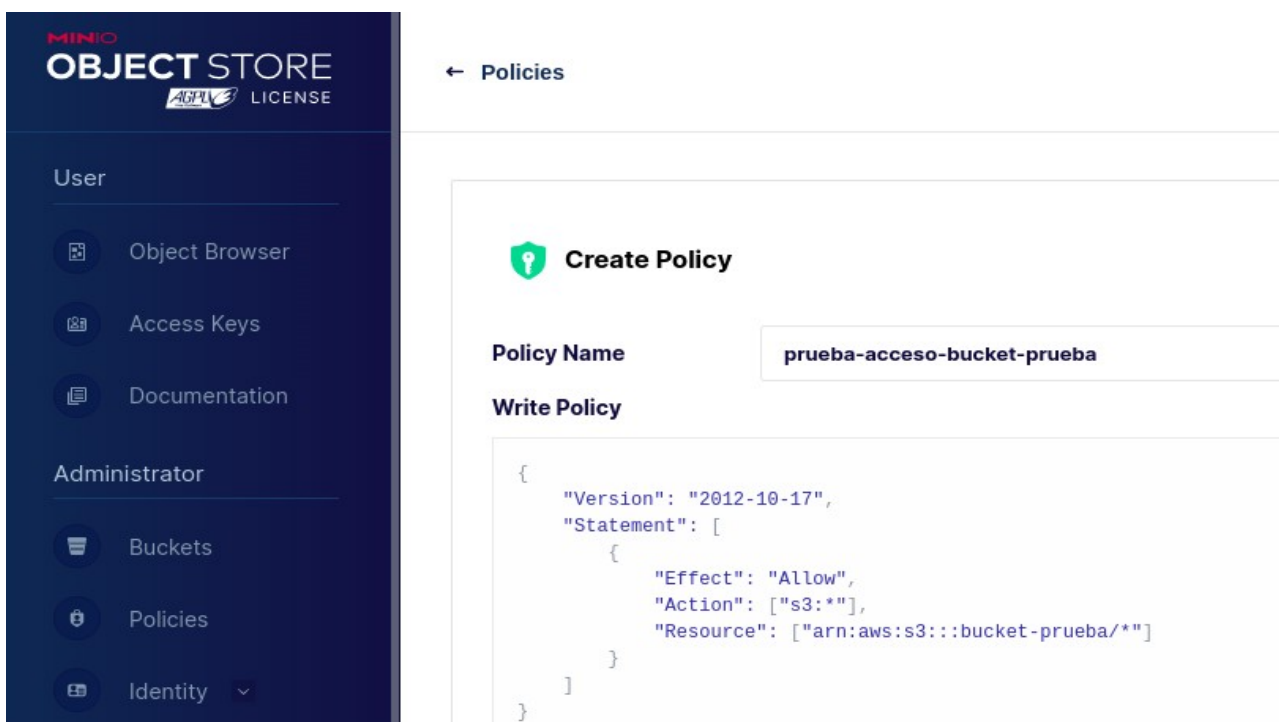 MINIO
OBJECT STORE
AGPLv3 LICENSE
User
Object Browser
Access Keys
Documentation
Administrator
Buckets
Policies
Identity
← Policies
Create Policy
Policy Name
prueba-acceso-bucket-prueba
Write Policy
{
    "Version": "2012-10-17",
    "Statement": [
        {
            "Effect": "Allow",
            "Action": ["s3:*"],
            "Resource": ["arn:aws:s3:::bucket-prueba/*"]
        }
    ]
}